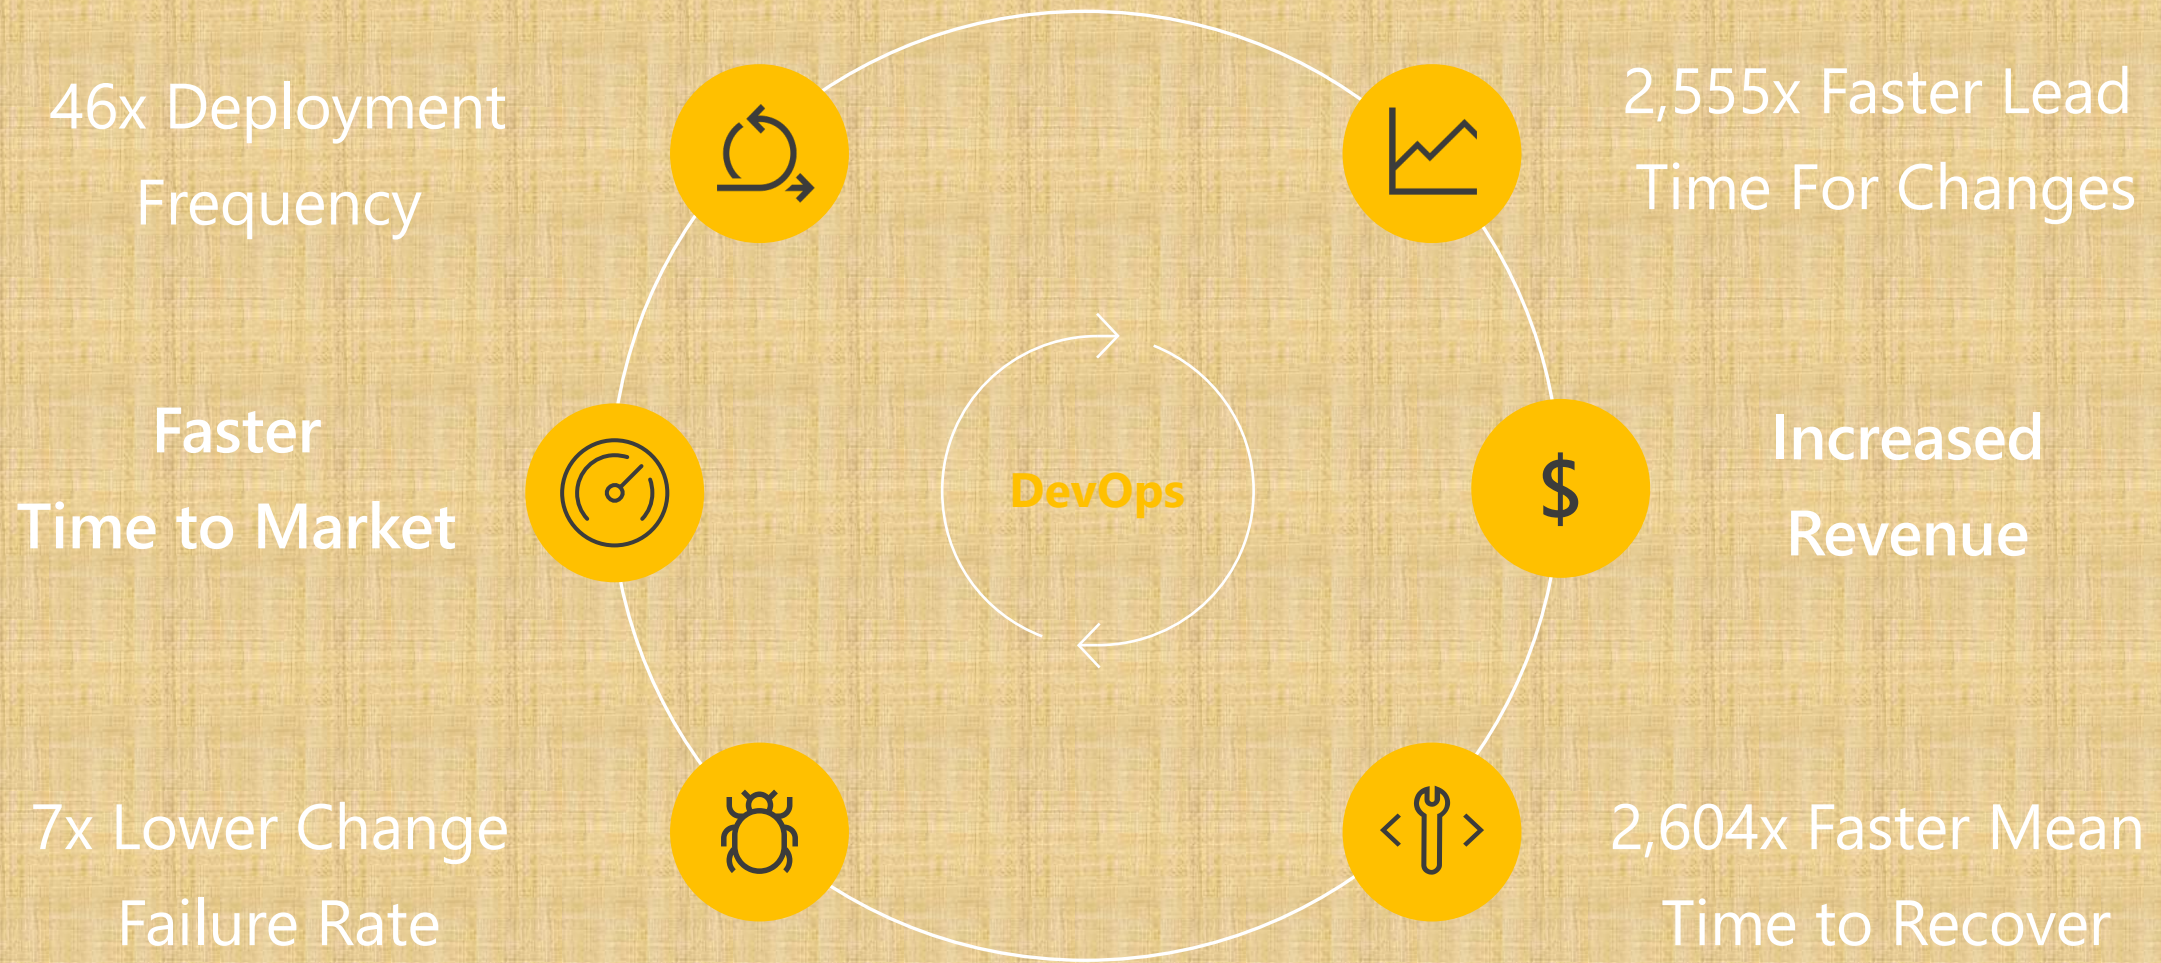 46x Deployment
Frequency
2,555x Faster Lead
Time For Changes
Faster
Time to Market
DevOps
$
Increased
Revenue
7x Lower Change
Failure Rate
2,604x Faster Mean
Time to Recover